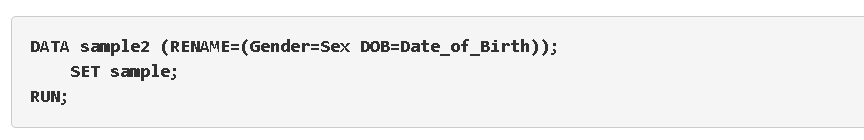 DATA sample2 (RENAME=(Gender=Sex DOB=Date_of_Birth));
    SET sample;
RUN;